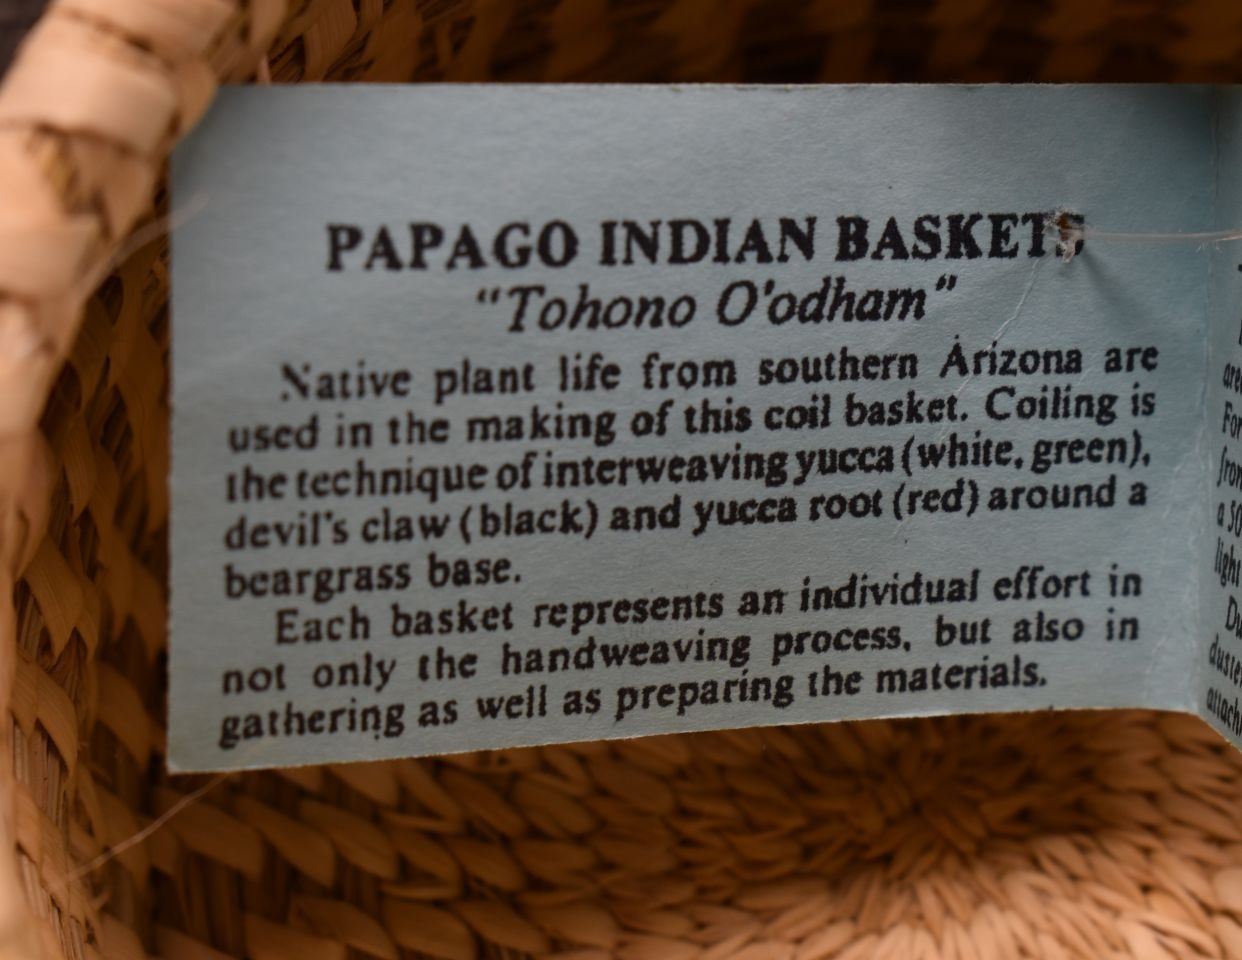 PAPAGO INDIAN BASKETS
"Tohono O'odham"
Native plant life from southern Arizona are
used in the making of this coil basket. Coiling is
the technique of interweaving yucca (white, green),
devil's claw (black) and yucca root (red) around a
beargrass base.
Each basket represents an individual effort in
not only the handweaving process, but also in
gathering as well as preparing the materials.